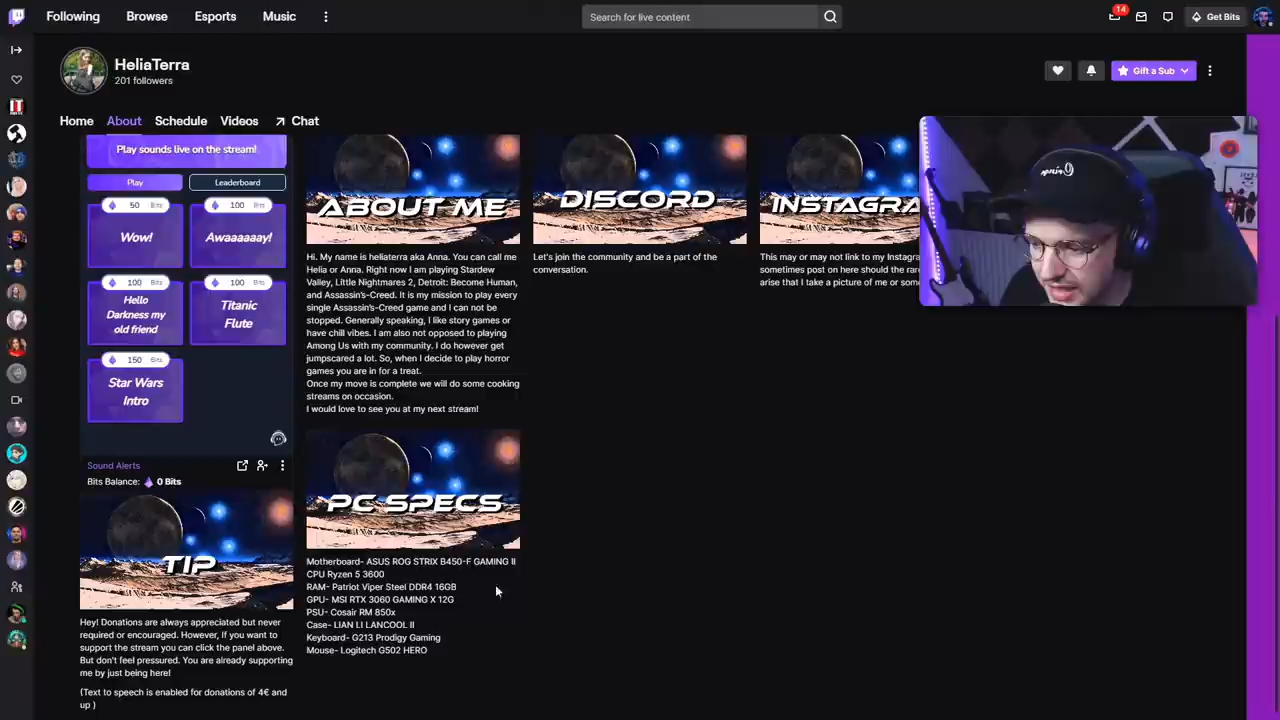 Following
Browse
Esports
Music
Search for live content
14
Get Bits
HeliaTerra
201 followers
Gift a Sub
Home
About
Schedule
Videos
Chat
Play sounds live on the stream!
Play
Leaderboard
50 Bits
Wow!
100 Bits
Awaaaaaay!
100 Bits
Hello
Darkness my
old friend
100 Bits
Titanic
Flute
150 Bits
Star Wars
Intro
Sound Alerts
Bits Balance: 0 Bits
TIP
Hey! Donations are always appreciated but never
required or encouraged. However, If you want to
support the stream you can click the panel above.
But don't feel pressured. You are already supporting
me by just being here!
(Text to speech is enabled for donations of 4€ and
up )
ABOUT ME
Hi. My name is heliaterra aka Anna. You can call me
Helia or Anna. Right now I am playing Stardew
Valley, Little Nightmares 2, Detroit: Become Human,
and Assassin's-Creed. It is my mission to play every
single Assassin's-Creed game and I can not be
stopped. Generally speaking, I like story games or
have chill vibes. I am also not opposed to playing
Among Us with my community. I do however get
jumpscared a lot. So, when I decide to play horror
games you are in for a treat.
Once my move is complete we will do some cooking
streams on occasion.
I would love to see you at my next stream!
PC SPECS
Motherboard- ASUS ROG STRIX B450-F GAMING II
CPU Ryzen 5 3600
RAM- Patriot Viper Steel DDR4 16GB
GPU- MSI RTX 3060 GAMING X 12G
PSU- Cosair RM 850x
Case- LIAN LI LANCOOL II
Keyboard- G213 Prodigy Gaming
Mouse- Logitech G502 HERO
DISCORD
Let's join the community and be a part of the
conversation.
INSTAGRA
This may or may not link to my Instagra
sometimes post on here should the rare
arise that I take a picture of me or some